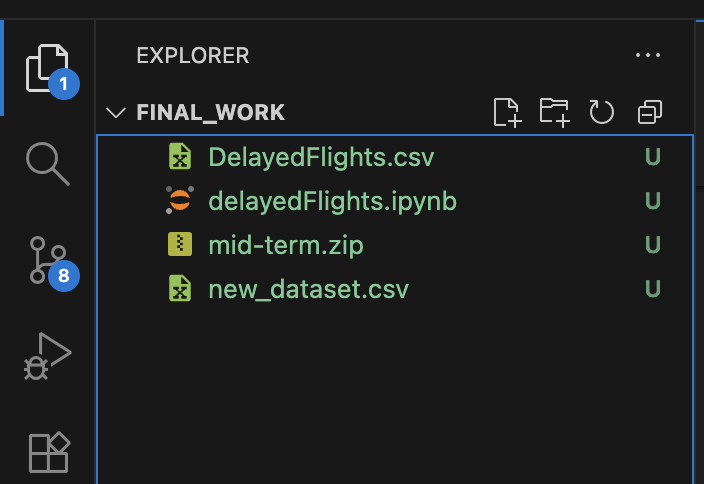 EXPLORER ...
1
FINAL_WORK
DelayedFlights.csv U
delayedFlights.ipynb U
mid-term.zip U
8
new_dataset.csv U